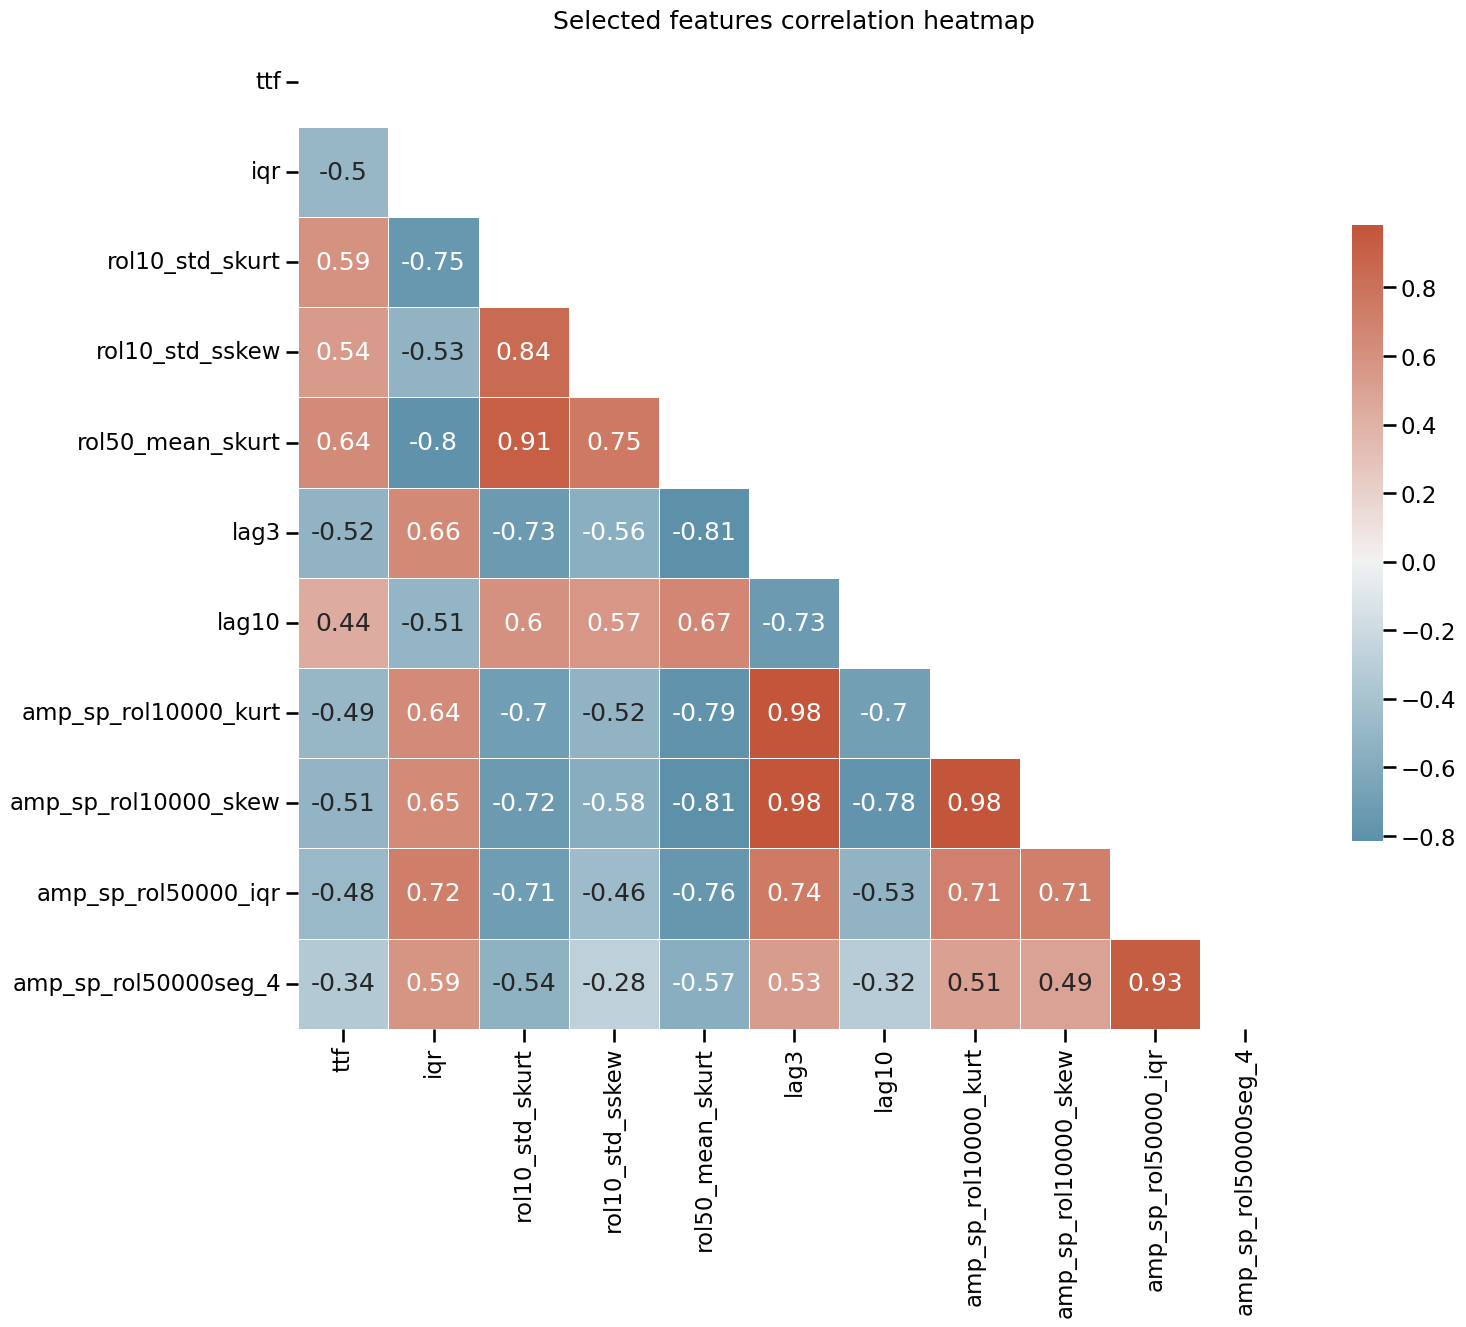 Selected features correlation heatmap
ttf
iqr -0.5
rol10_std_skurt 0.59 -0.75
rol10_std_sskew 0.54 -0.53 0.84
rol50_mean_skurt 0.64 -0.8 0.91 0.75
lag3 -0.52 0.66 -0.73 -0.56 -0.81
lag10 0.44 -0.51 0.6 0.57 0.67 -0.73
amp_sp_rol10000_kurt -0.49 0.64 -0.7 -0.52 -0.79 0.98 -0.7
amp_sp_rol10000_skew -0.51 0.65 -0.72 -0.58 -0.81 0.98 -0.78 0.98
amp_sp_rol50000_iqr -0.48 0.72 -0.71 -0.46 -0.76 0.74 -0.53 0.71 0.71
amp_sp_rol50000seg_4 -0.34 0.59 -0.54 -0.28 -0.57 0.53 -0.32 0.51 0.49 0.93
ttf
iqr
rol10_std_skurt
rol10_std_sskew
rol50_mean_skurt
lag3
lag10
amp_sp_rol10000_kurt
amp_sp_rol10000_skew
amp_sp_rol50000_iqr
amp_sp_rol50000seg_4
0.8
0.6
0.4
0.2
0.0
−0.2
−0.4
−0.6
−0.8